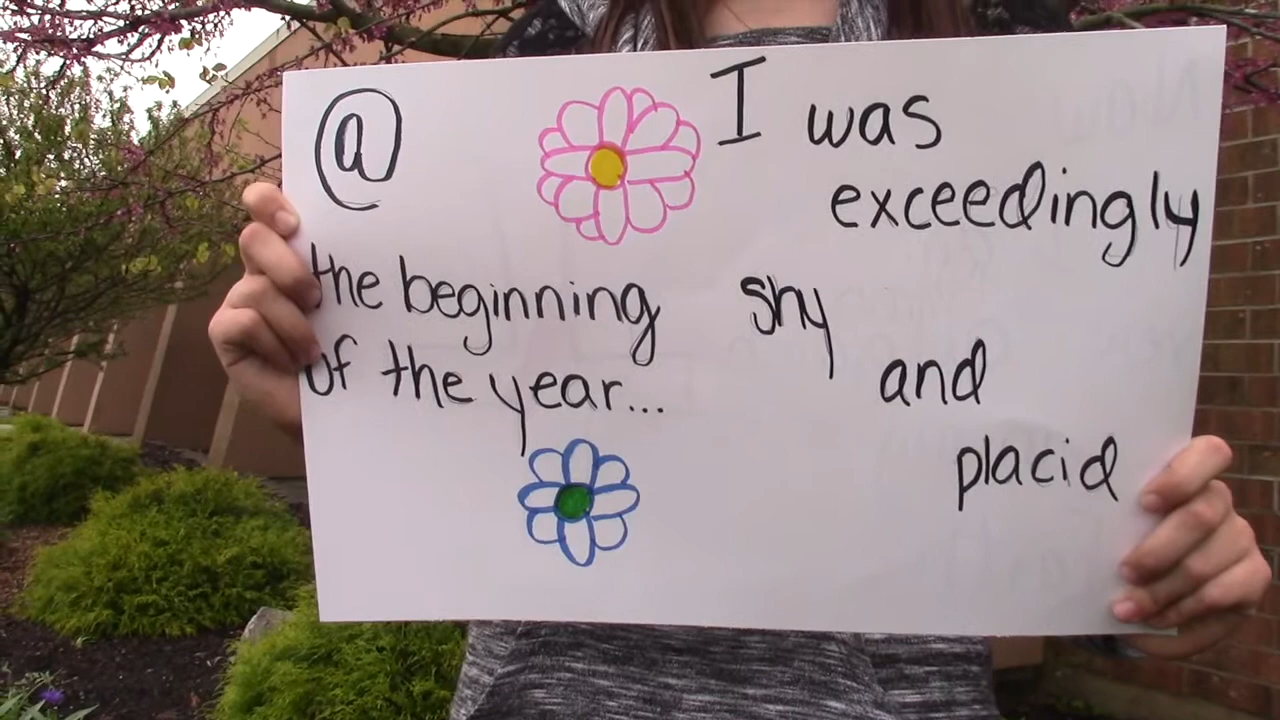 @
the beginning
of the year...
I was
exceedingly
shy
and
placid